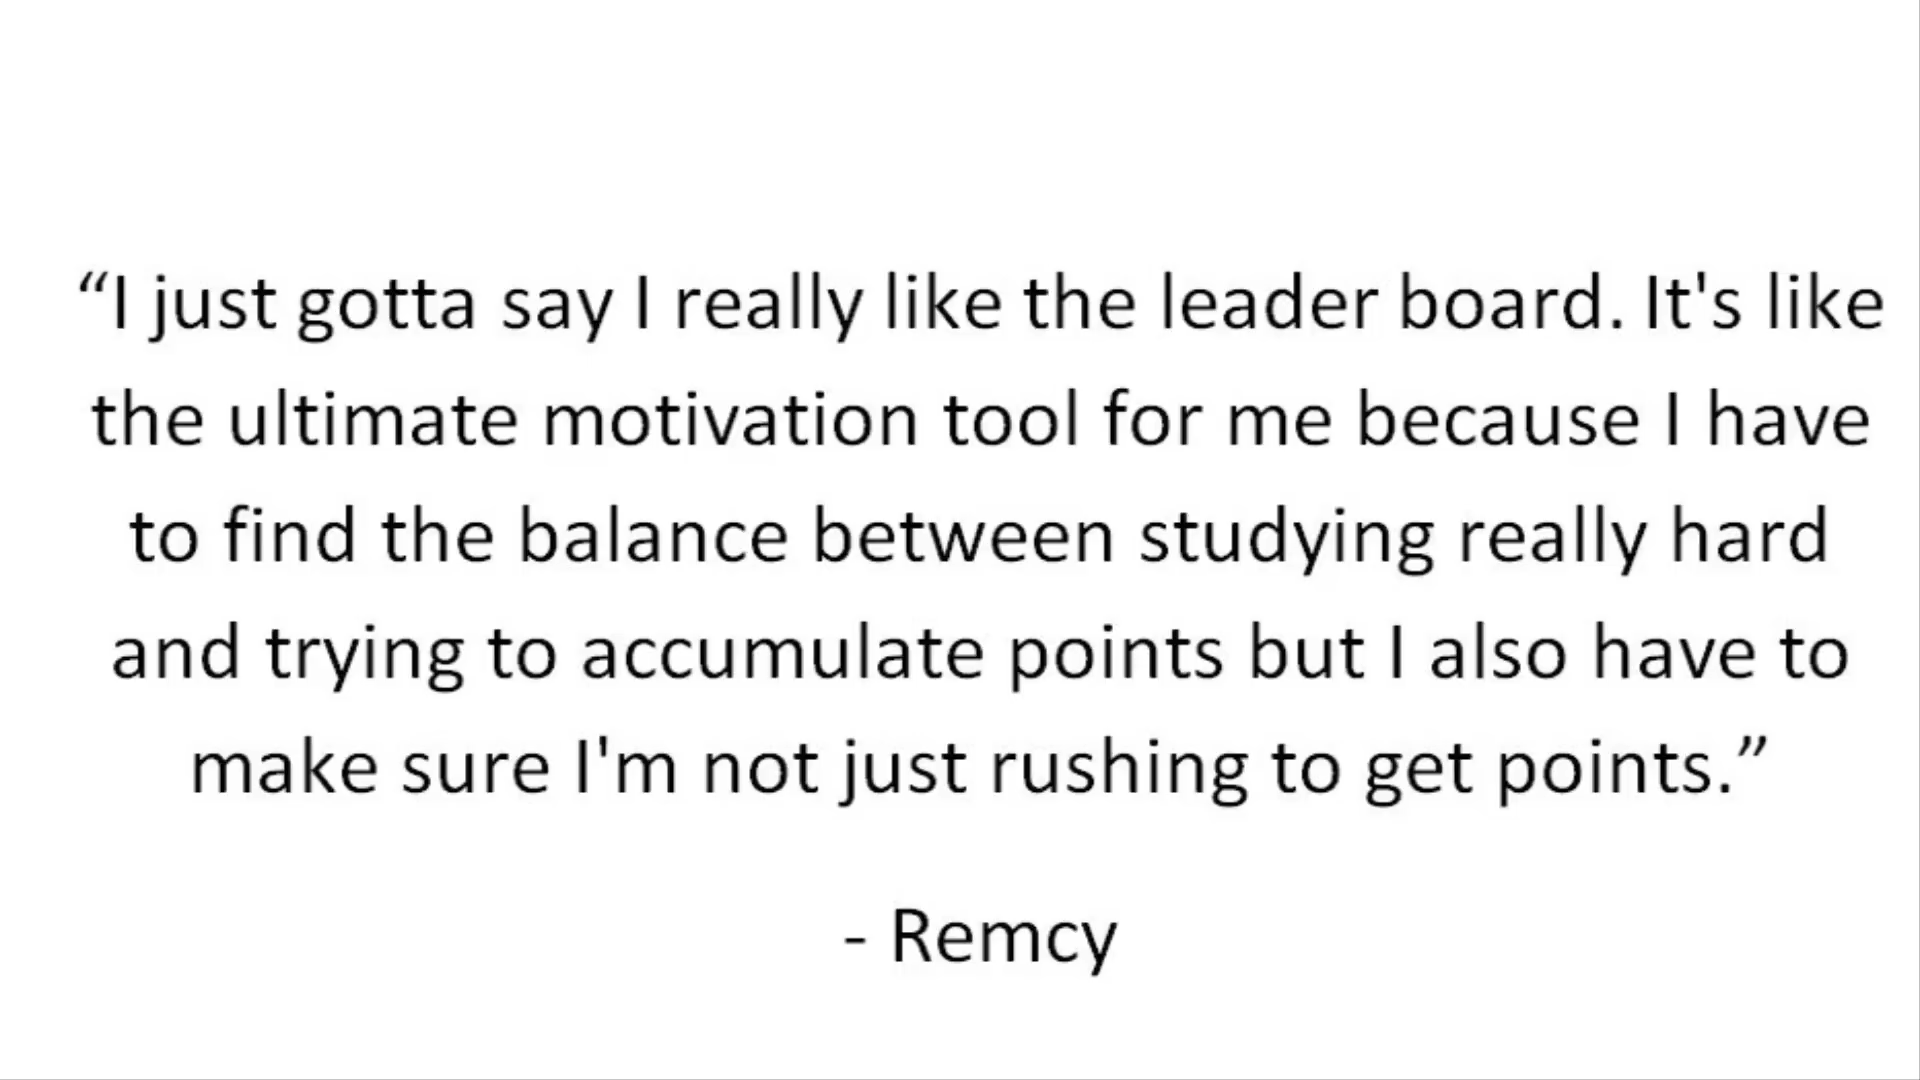 “I just gotta say I really like the leader board. It's like
the ultimate motivation tool for me because I have
to find the balance between studying really hard
and trying to accumulate points but I also have to
make sure I'm not just rushing to get points.”
- Remcy